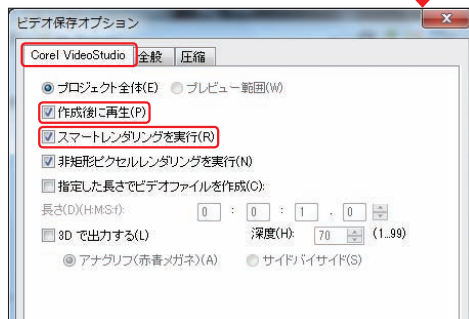 ビデオ保存オプション
Corel VideoStudio 全般 圧縮
プロジェクト全体(E) プレビュー範囲(W)
作成後に再生(P)
スマートレンダリングを実行(R)
非矩形ピクセルレンダリングを実行(N)
指定した長さでビデオファイルを作成(C):
長さ(D)(H:M:S:f): 0 : 0 : 1 . 0
3D で出力する(L) 深度(H): 70 (1..99)
アナグリフ(赤青メガネ)(A) サイドバイサイド(S)